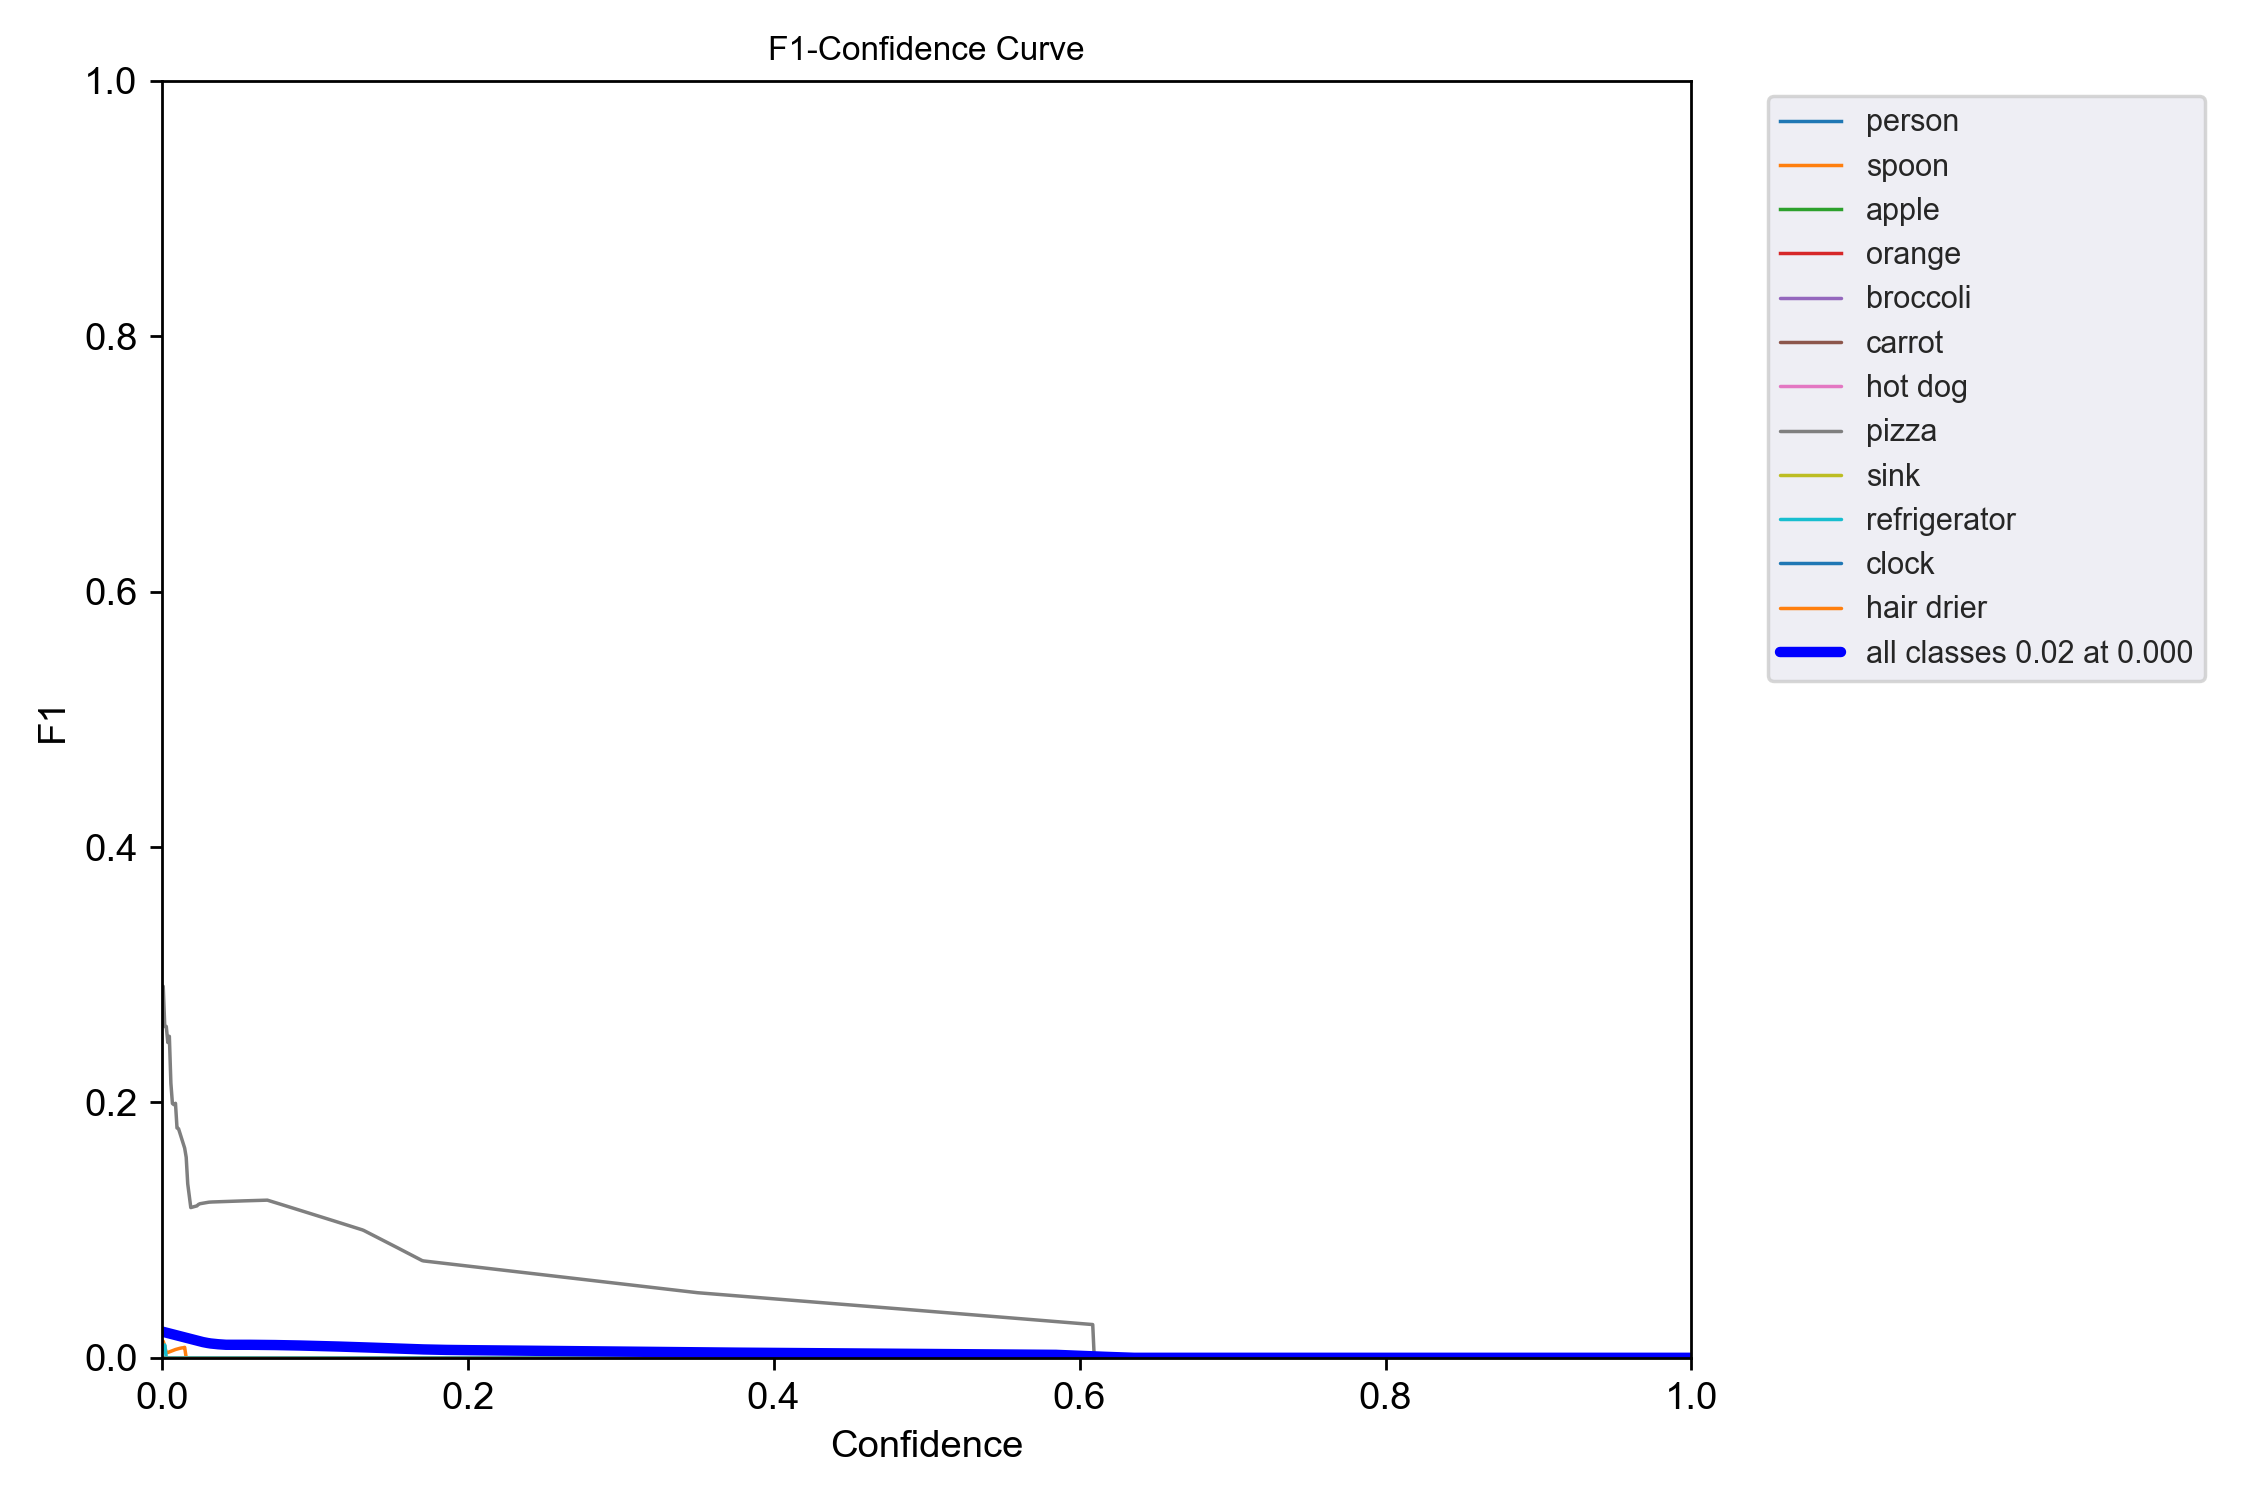 F1-Confidence Curve
1.0
0.8
0.6
0.4
0.2
0.0
F1
0.0 0.2 0.4 0.6 0.8 1.0
Confidence
person
spoon
apple
orange
broccoli
carrot
hot dog
pizza
sink
refrigerator
clock
hair drier
all classes 0.02 at 0.000